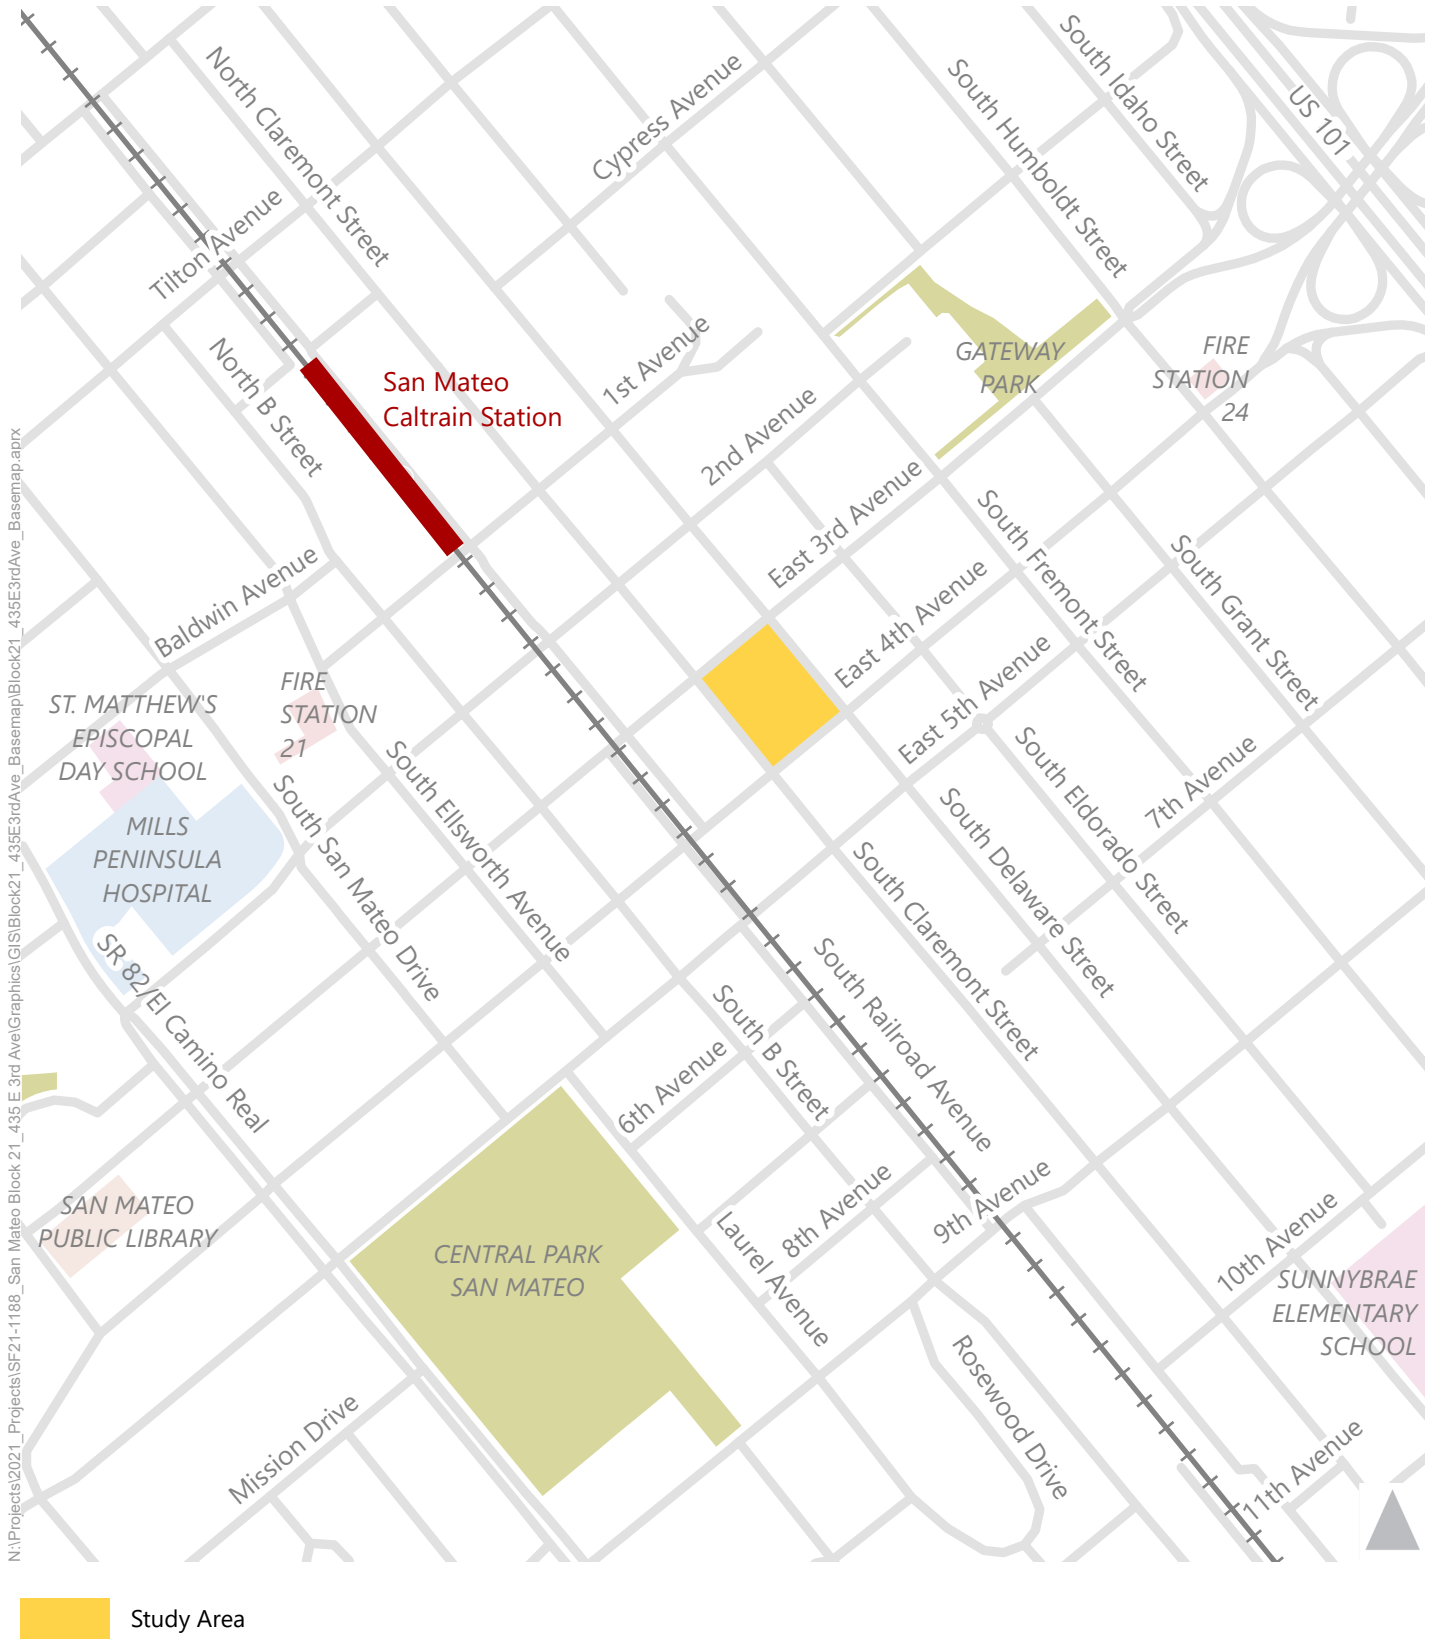 South Idaho Street
US 101
North Claremont Street
Cypress Avenue
South Humboldt Street
Tilton Avenue
1st Avenue
GATEWAY
PARK
FIRE
STATION
24
North B Street
San Mateo
Caltrain Station
2nd Avenue
East 3rd Avenue
South Fremont Street
South Grant Street
Baldwin Avenue
East 4th Avenue
East 5th Avenue
FIRE
STATION
21
ST. MATTHEW'S
EPISCOPAL
DAY SCHOOL
South Ellsworth Avenue
South San Mateo Drive
South Eldorado Street
7th Avenue
South Delaware Street
MILLS
PENINSULA
HOSPITAL
South Claremont Street
SR 82/El Camino Real
South Railroad Avenue
South B Street
6th Avenue
SAN MATEO
PUBLIC LIBRARY
8th Avenue
9th Avenue
Laurel Avenue
CENTRAL PARK
SAN MATEO
10th Avenue
SUNNYBRAE
ELEMENTARY
SCHOOL
Rosewood Drive
Mission Drive
11th Avenue
N:\Projects\2021_Projects\SF21-1188_San Mateo Block 21_435 E 3rd Ave\Graphics\GIS\Block21_435E3rdAve_Basemap\Block21_435E3rdAve_Basemap.aprx
Study Area